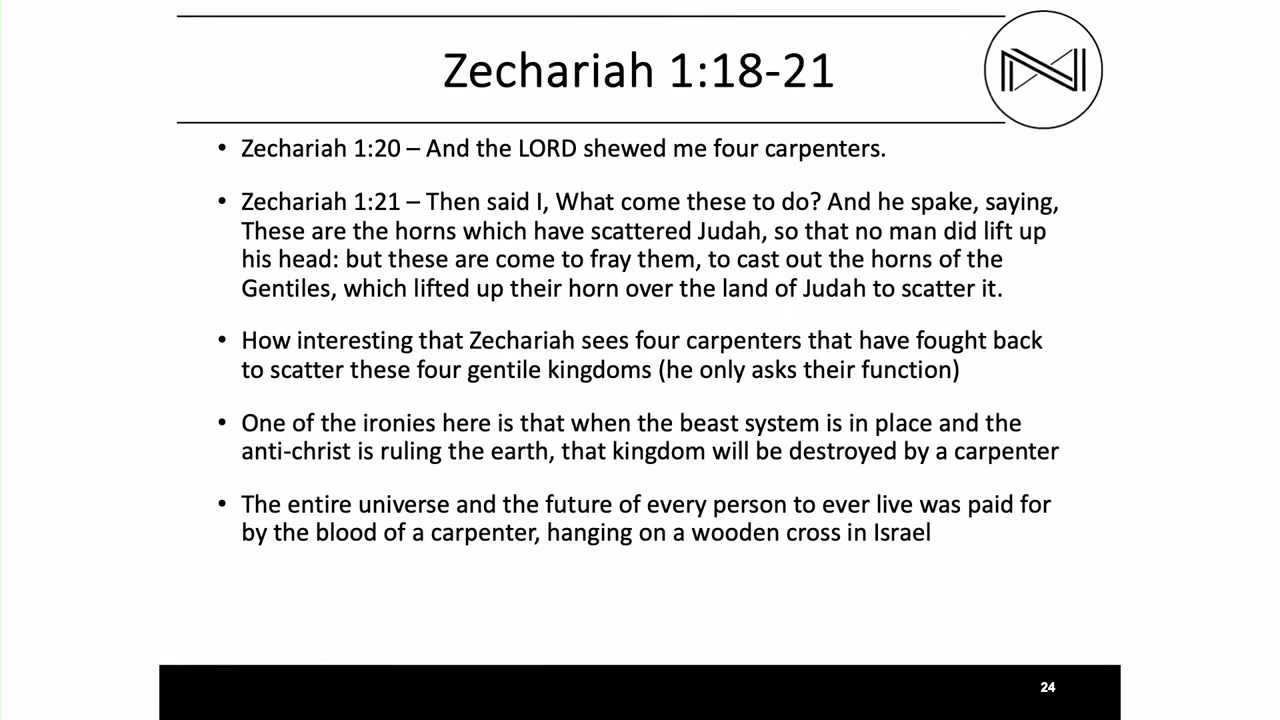 Zechariah 1:18-21
• Zechariah 1:20 – And the LORD shewed me four carpenters.
• Zechariah 1:21 – Then said I, What come these to do? And he spake, saying,
These are the horns which have scattered Judah, so that no man did lift up
his head: but these are come to fray them, to cast out the horns of the
Gentiles, which lifted up their horn over the land of Judah to scatter it.
• How interesting that Zechariah sees four carpenters that have fought back
to scatter these four gentile kingdoms (he only asks their function)
• One of the ironies here is that when the beast system is in place and the
anti-christ is ruling the earth, that kingdom will be destroyed by a carpenter
• The entire universe and the future of every person to ever live was paid for
by the blood of a carpenter, hanging on a wooden cross in Israel
24